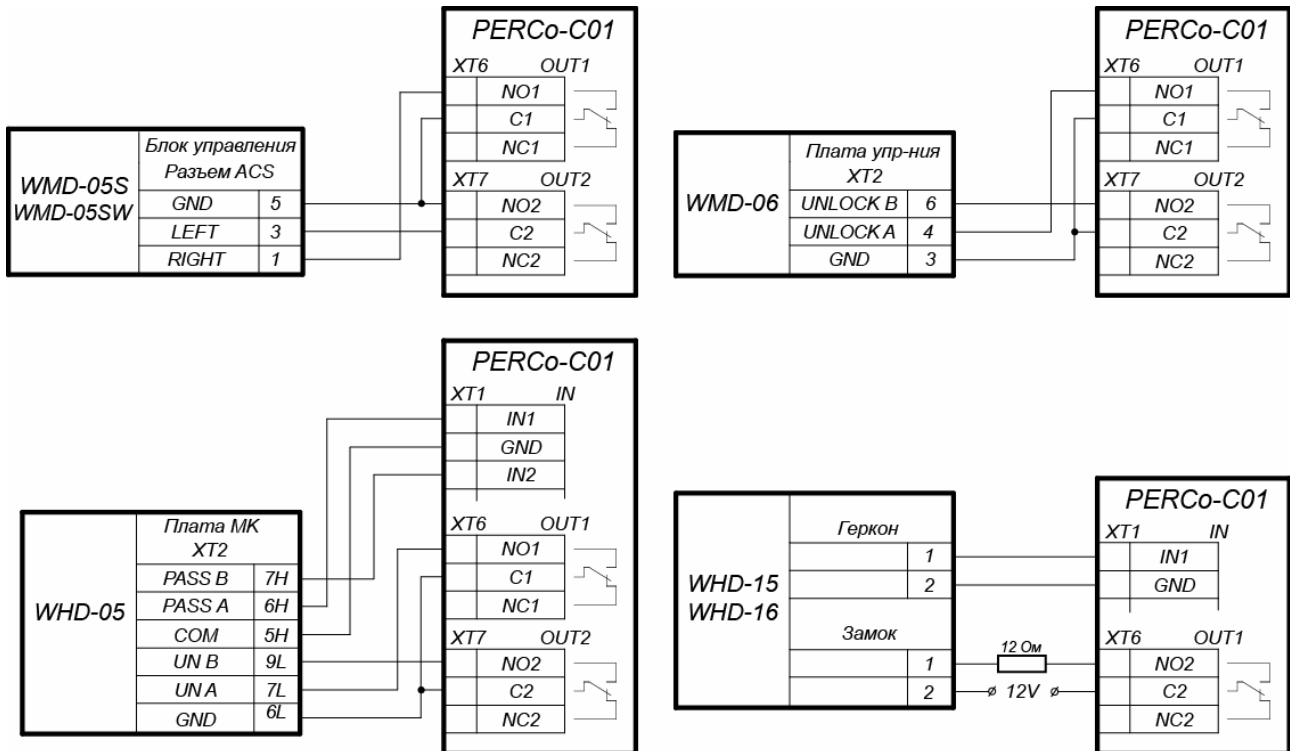 PERCo-C01
XT6 OUT1
NO1
C1
NC1
XT7 OUT2
NO2
C2
NC2
WMD-05S
WMD-05SW
Блок управления
Разъем ACS
GND 5
LEFT 3
RIGHT 1
PERCo-C01
XT6 OUT1
NO1
C1
NC1
XT7 OUT2
NO2
C2
NC2
WMD-06
Плата упр-ния
XT2
UNLOCK B 6
UNLOCK A 4
GND 3
PERCo-C01
XT1 IN
IN1
GND
IN2
XT6 OUT1
NO1
C1
NC1
XT7 OUT2
NO2
C2
NC2
WHD-05
Плата МК
XT2
PASS B 7H
PASS A 6H
COM 5H
UN B 9L
UN A 7L
GND 6L
PERCo-C01
XT1 IN
IN1
GND
XT6 OUT1
NO2
C2
NC2
WHD-15
WHD-16
Геркон
1
2
Замок
1
2
12 Ом
12V